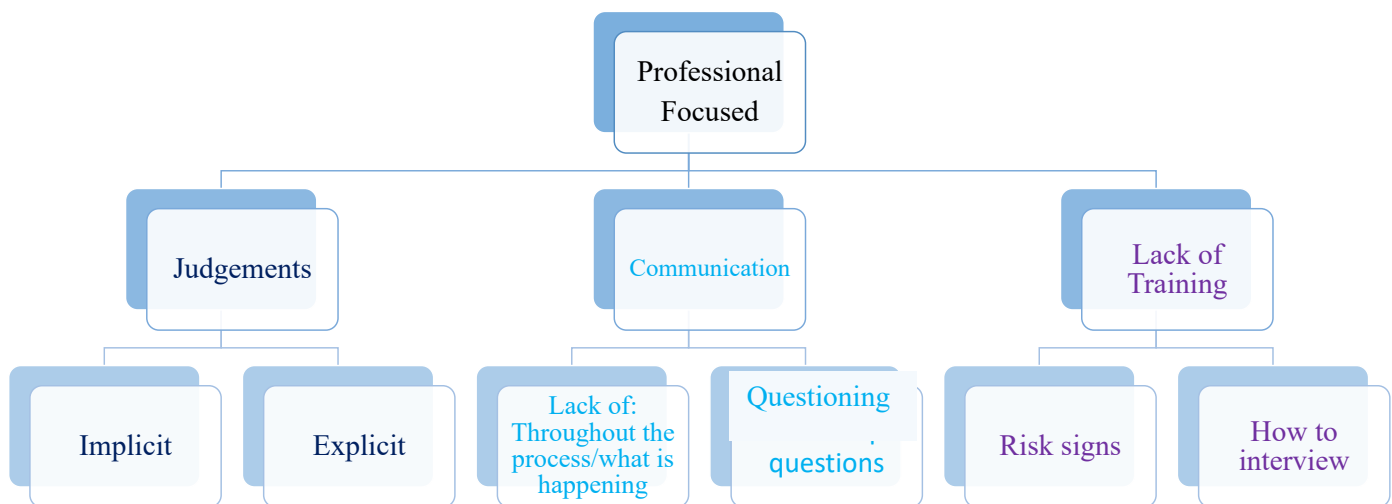 Professional
Focused
Judgements
Communication
Lack of
Training
Implicit
Explicit
Lack of:
Throughout the
process/what is
happening
Questioning
questions
Risk signs
How to
interview